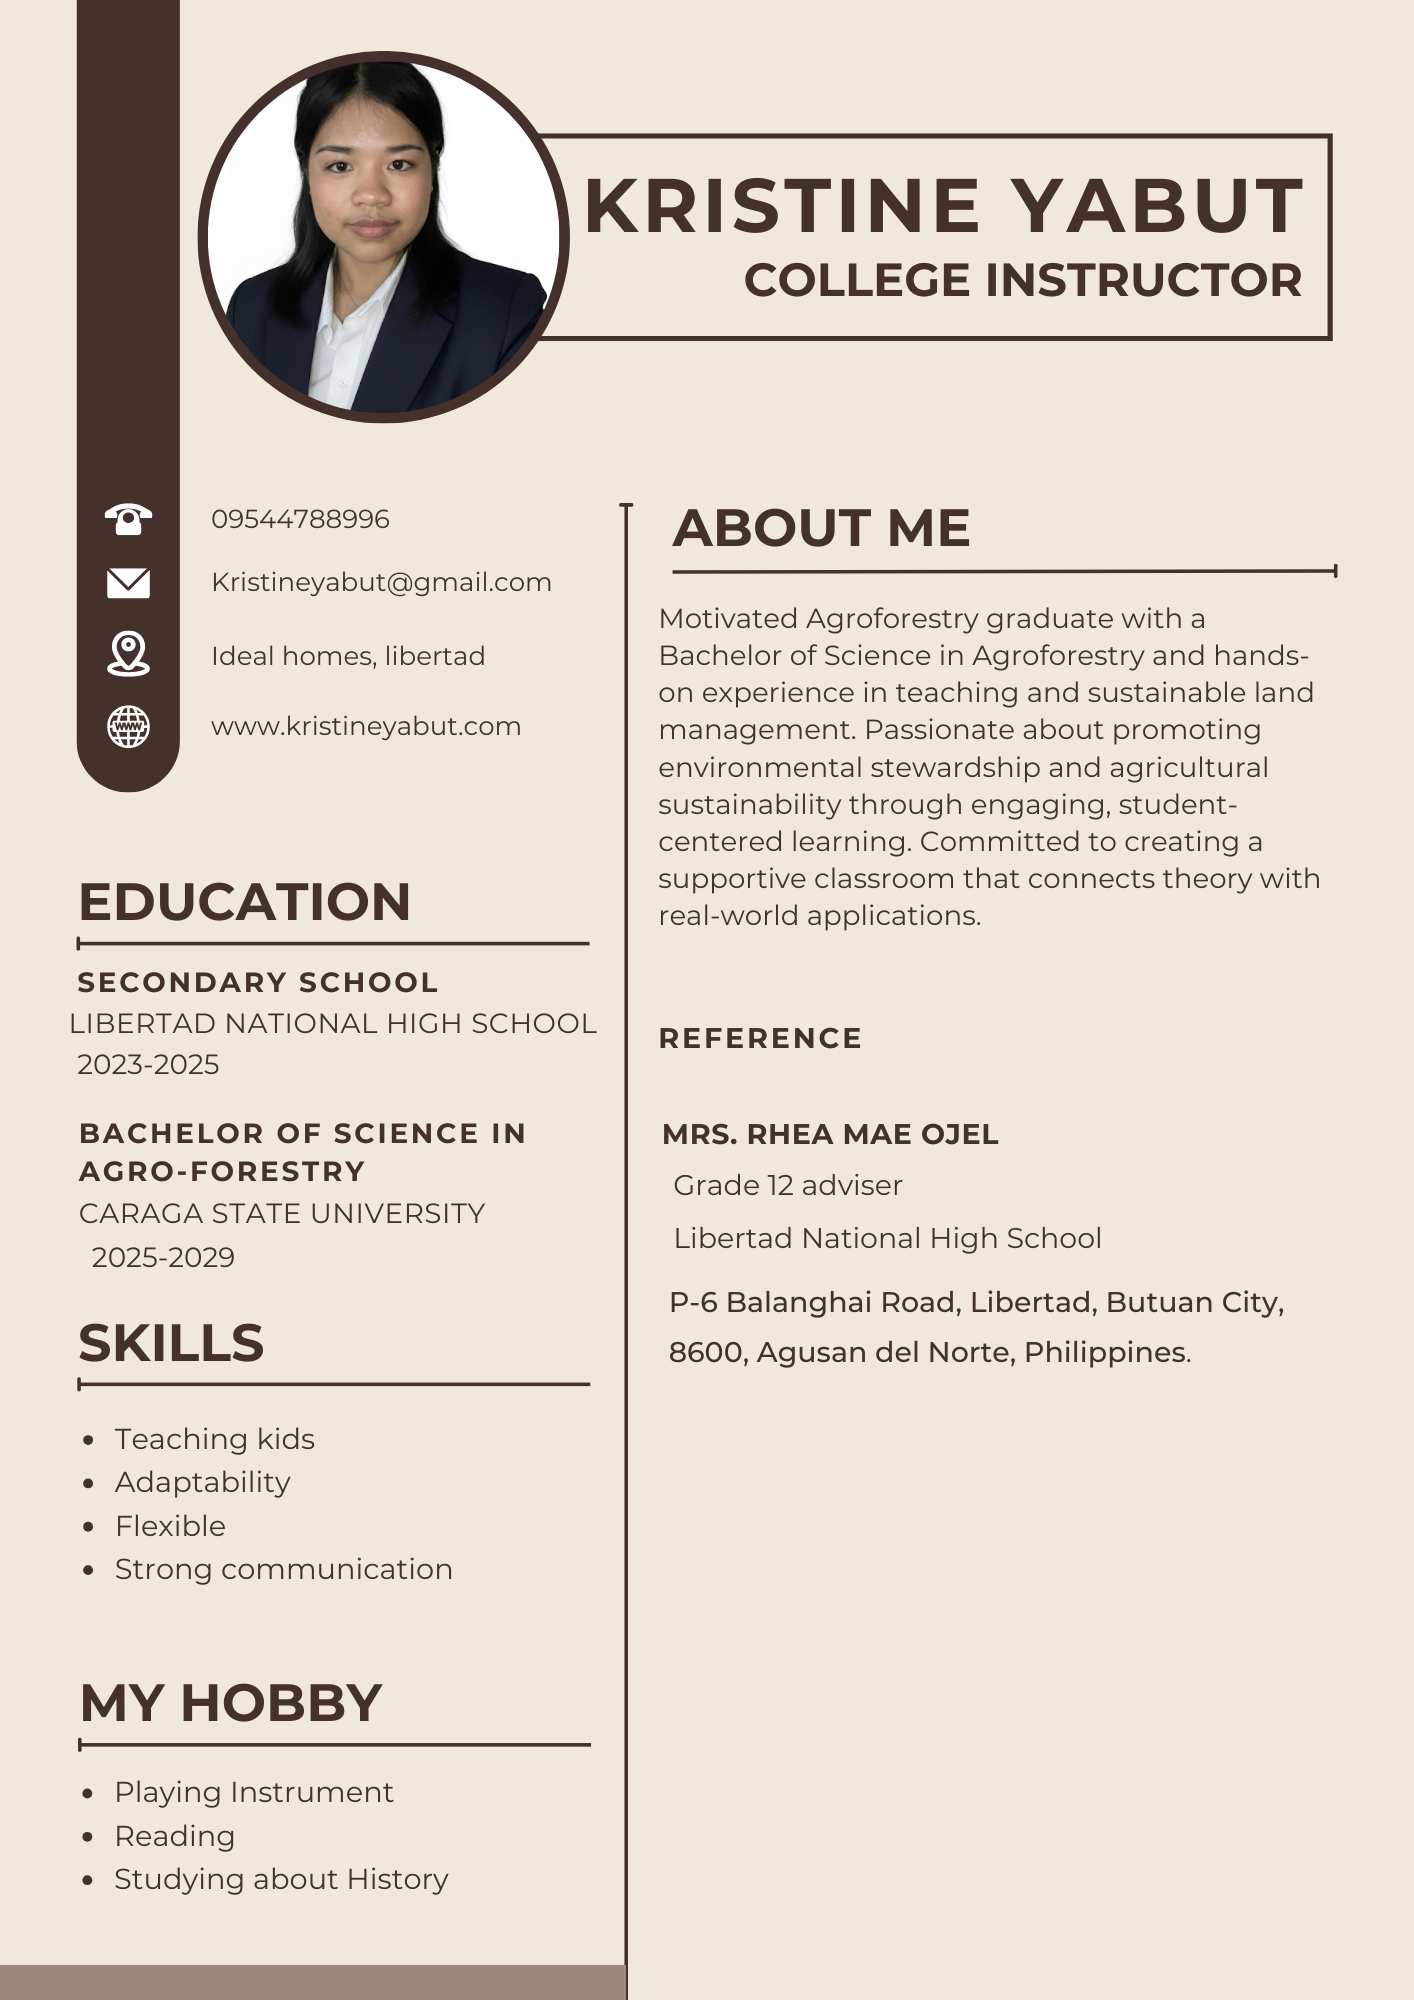 KRISTINE YABUT
COLLEGE INSTRUCTOR
09544788996
Kristineyabut@gmail.com
Ideal homes, libertad
WWW
www.kristineyabut.com
EDUCATION
SECONDARY SCHOOL
LIBERTAD NATIONAL HIGH SCHOOL
2023-2025
BACHELOR OF SCIENCE IN
AGRO-FORESTRY
CARAGA STATE UNIVERSITY
2025-2029
SKILLS
• Teaching kids
• Adaptability
• Flexible
• Strong communication
MY HOBBY
• Playing Instrument
• Reading
• Studying about History
ABOUT ME
Motivated Agroforestry graduate with a
Bachelor of Science in Agroforestry and hands-
on experience in teaching and sustainable land
management. Passionate about promoting
environmental stewardship and agricultural
sustainability through engaging, student-
centered learning. Committed to creating a
supportive classroom that connects theory with
real-world applications.
REFERENCE
MRS. RHEA MAE OJEL
Grade 12 adviser
Libertad National High School
P-6 Balanghai Road, Libertad, Butuan City,
8600, Agusan del Norte, Philippines.